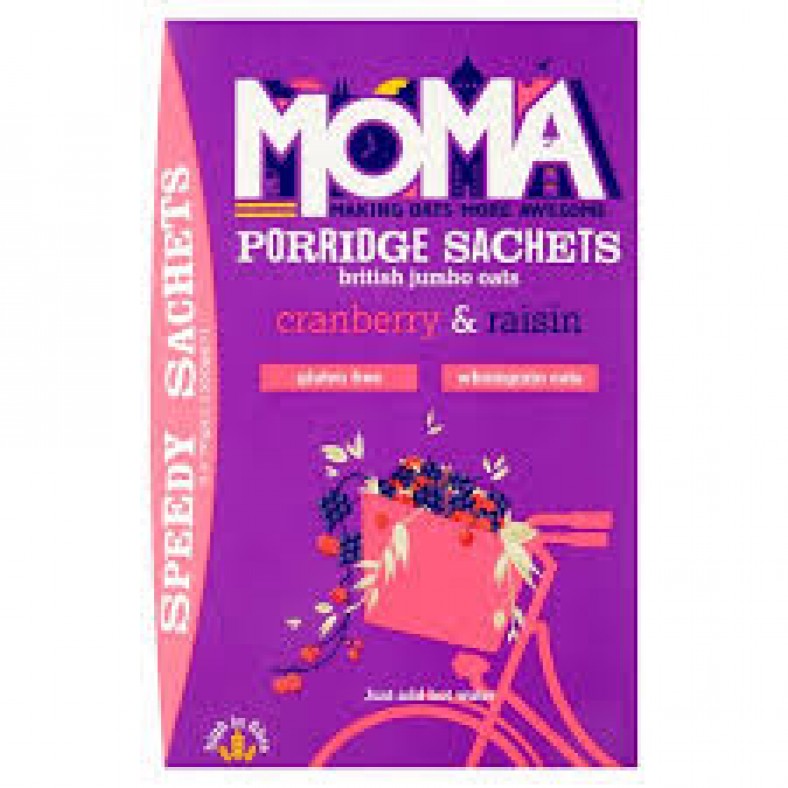 MOMA
MAKING OATS MORE AWESOME
PORRIDGE SACHETS
british jumbo oats
cranberry & raisin
gluten free
wholegrain oats
SPEEDY SACHETS
Just add hot water